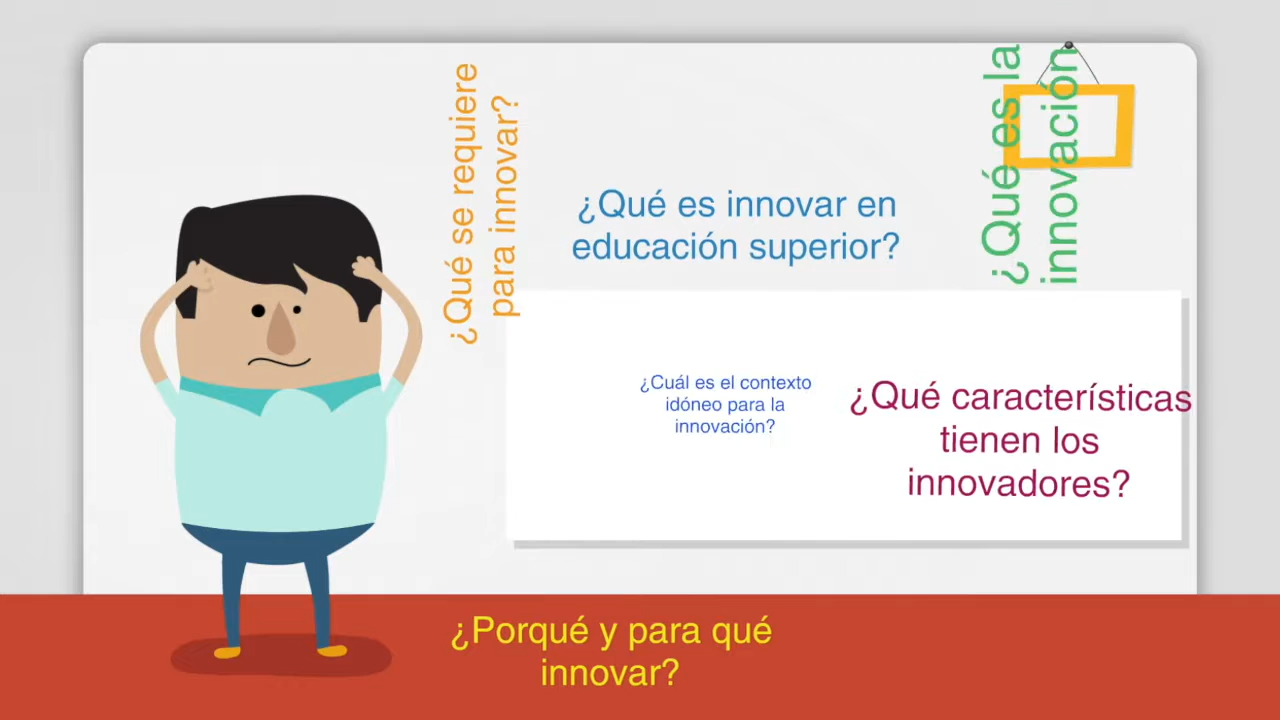 ¿Qué se requiere
para innovar?
¿Qué es innovar en
educación superior?
¿Qué es la
innovación
¿Cuál es el contexto
idóneo para la
innovación?
¿Qué características
tienen los
innovadores?
¿Porqué y para qué
innovar?